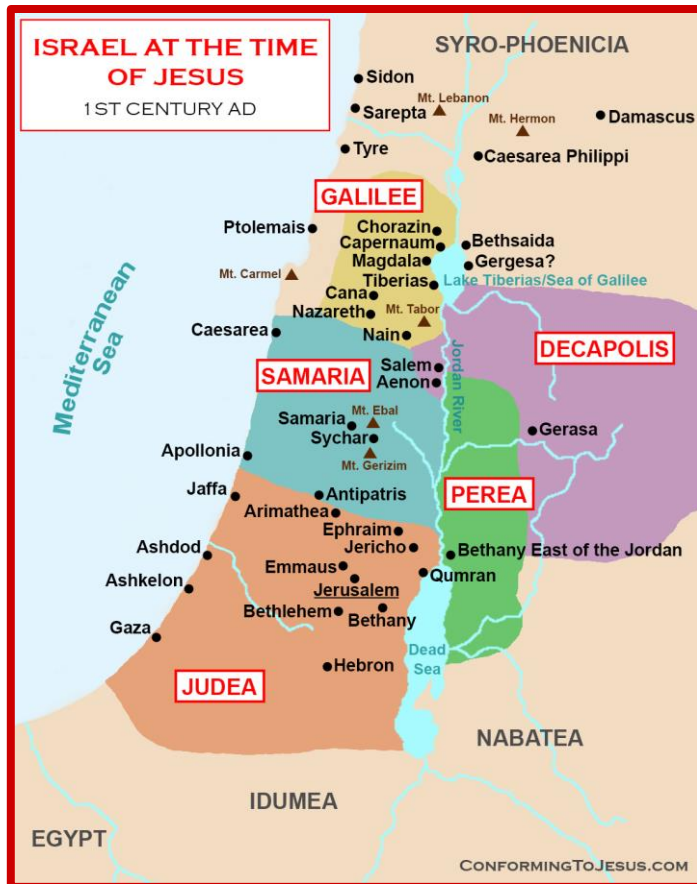 ISRAEL AT THE TIME
OF JESUS
1ST CENTURY AD
SYRO-PHOENICIA
Sidon
Mt. Lebanon
Sarepta
Mt. Hermon
Damascus
Tyre
Caesarea Philippi
GALILEE
Ptolemais
Chorazin
Capernaum
Bethsaida
Magdala
Gergesa?
Mt. Carmel
Tiberias
Lake Tiberias/Sea of Galilee
Cana
Nazareth
Mt. Tabor
Caesarea
Nain
Mediterranean
Sea
DECAPOLIS
SAMARIA
Salem
Aenon
Jordan River
Mt. Ebal
Samaria
Sychar
Gerasa
Mt. Gerizim
Apollonia
Jaffa
Antipatris
PEREA
Arimathea
Ephraim
Ashdod
Jericho
Bethany East of the Jordan
Emmaus
Qumran
Ashkelon
Jerusalem
Bethlehem
Bethany
Gaza
Dead
Sea
Hebron
JUDEA
NABATEA
IDUMEA
EGYPT
CONFORMINGTOJESUS.COM